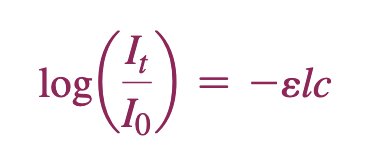 log(I_t/I_0) = −εlc